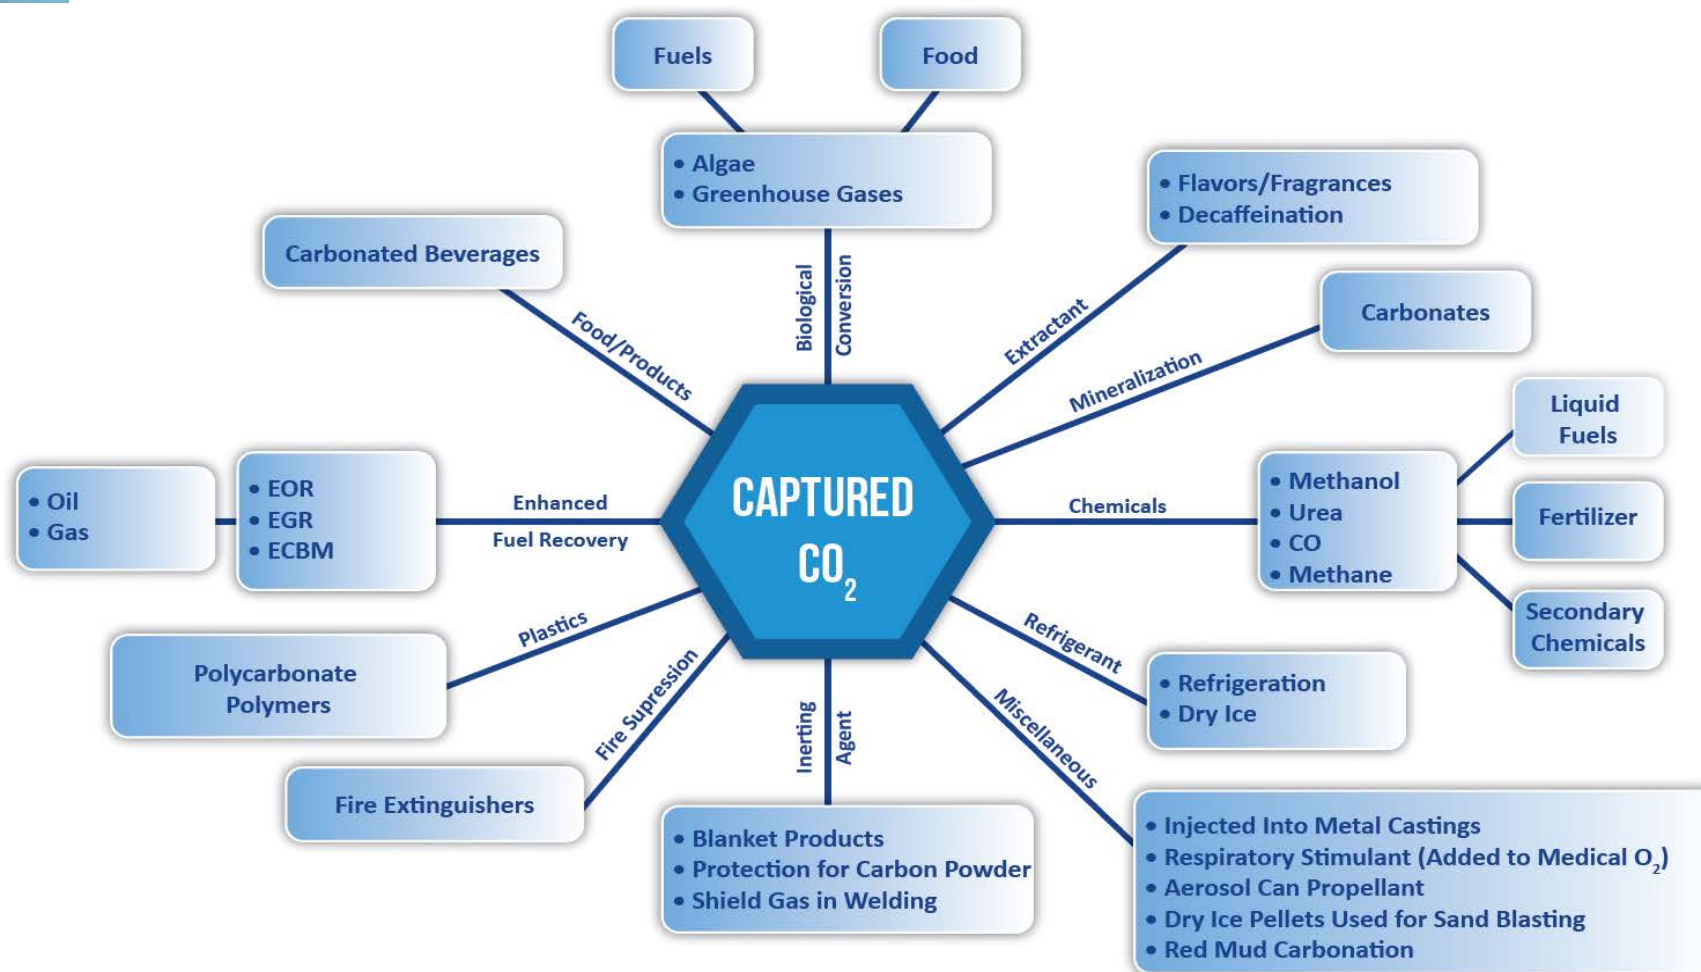 Fuels
Food
• Algae
• Greenhouse Gases
• Flavors/Fragrances
• Decaffeination
Carbonated Beverages
Carbonates
Food/Products
Biological
Conversion
Extractant
Mineralization
Liquid
Fuels
• Oil
• Gas
• EOR
• EGR
• ECBM
Enhanced
Fuel Recovery
CAPTURED
CO₂
Chemicals
• Methanol
• Urea
• CO
• Methane
Fertilizer
Secondary
Chemicals
Plastics
Polycarbonate
Polymers
Fire Supression
Fire Extinguishers
Inerting
Agent
• Blanket Products
• Protection for Carbon Powder
• Shield Gas in Welding
Refrigerant
• Refrigeration
• Dry Ice
Miscellaneous
• Injected Into Metal Castings
• Respiratory Stimulant (Added to Medical O₂)
• Aerosol Can Propellant
• Dry Ice Pellets Used for Sand Blasting
• Red Mud Carbonation